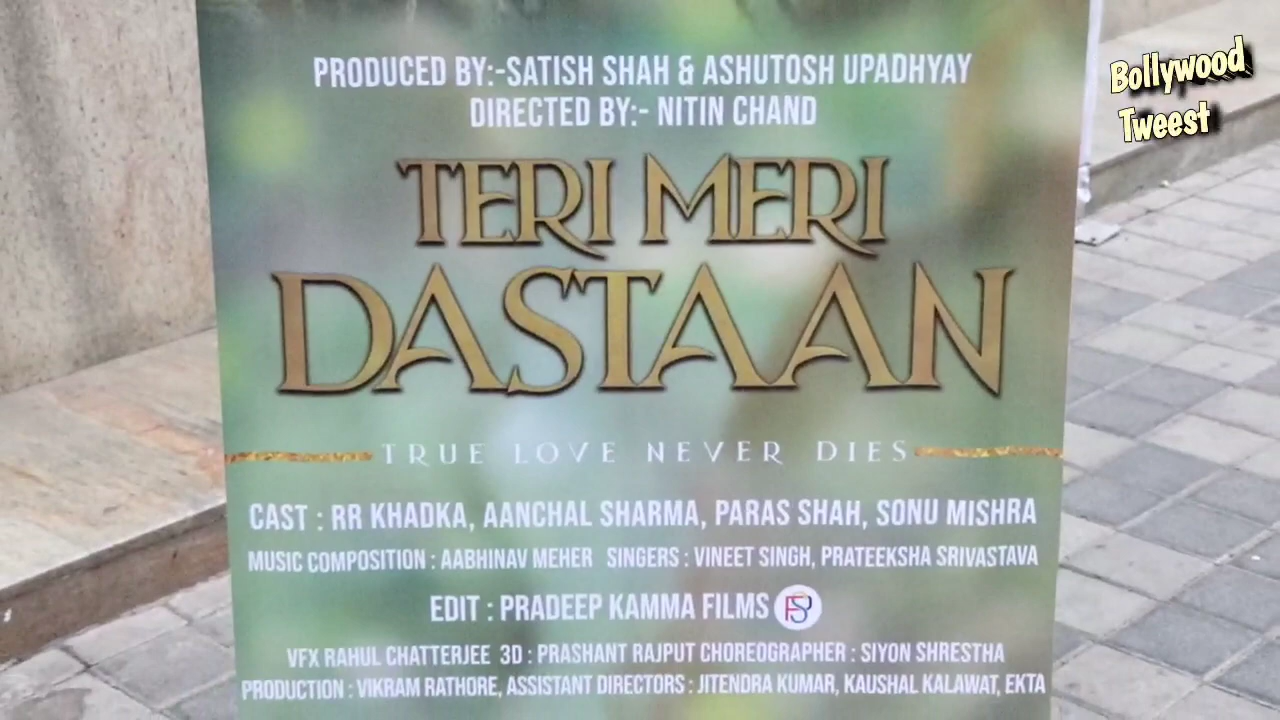 PRODUCED BY:-SATISH SHAH & ASHUTOSH UPADHYAY
DIRECTED BY:- NITIN CHAND
TERI MERI
DASTAAN
TRUE LOVE NEVER DIES
CAST : RR KHADKA, AANCHAL SHARMA, PARAS SHAH, SONU MISHRA
MUSIC COMPOSITION : AABHINAV MEHER SINGERS : VINEET SINGH, PRATEEKSHA SRIVASTAVA
EDIT : PRADEEP KAMMA FILMS
VFX RAHUL CHATTERJEE 3D : PRASHANT RAJPUT CHOREOGRAPHER : SIYON SHRESTHA
PRODUCTION : VIKRAM RATHORE, ASSISTANT DIRECTORS : JITENDRA KUMAR, KAUSHAL KALAWAT, EKTA
Bollywood
Tweest